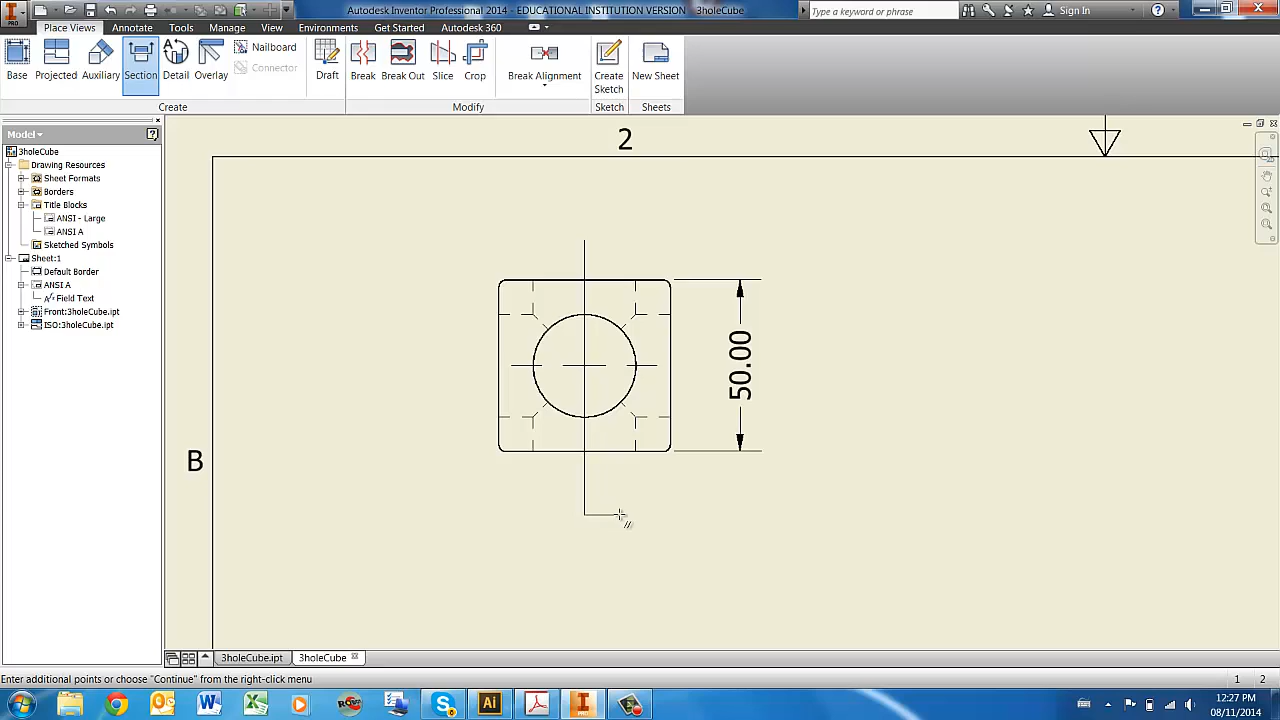 PRO
Autodesk Inventor Professional 2014 - EDUCATIONAL INSTITUTION VERSION 3holeCube
Type a keyword or phrase
Sign In
Place Views Annotate Tools Manage View Environments Get Started Autodesk 360
Base Projected Auxiliary Section Detail Overlay
Nailboard
Connector
Draft Break Break Out Slice Crop Break Alignment
Create
Sketch
New Sheet
Create Modify Sketch Sheets
Model
3holeCube
Drawing Resources
Sheet Formats
Borders
Title Blocks
ANSI - Large
ANSI A
Sketched Symbols
Sheet:1
Default Border
ANSI A
Field Text
Front:3holeCube.ipt
ISO:3holeCube.ipt
2
50.00
B
3holeCube.ipt 3holeCube
Enter additional points or choose "Continue" from the right-click menu
1 2
12:27 PM
08/11/2014